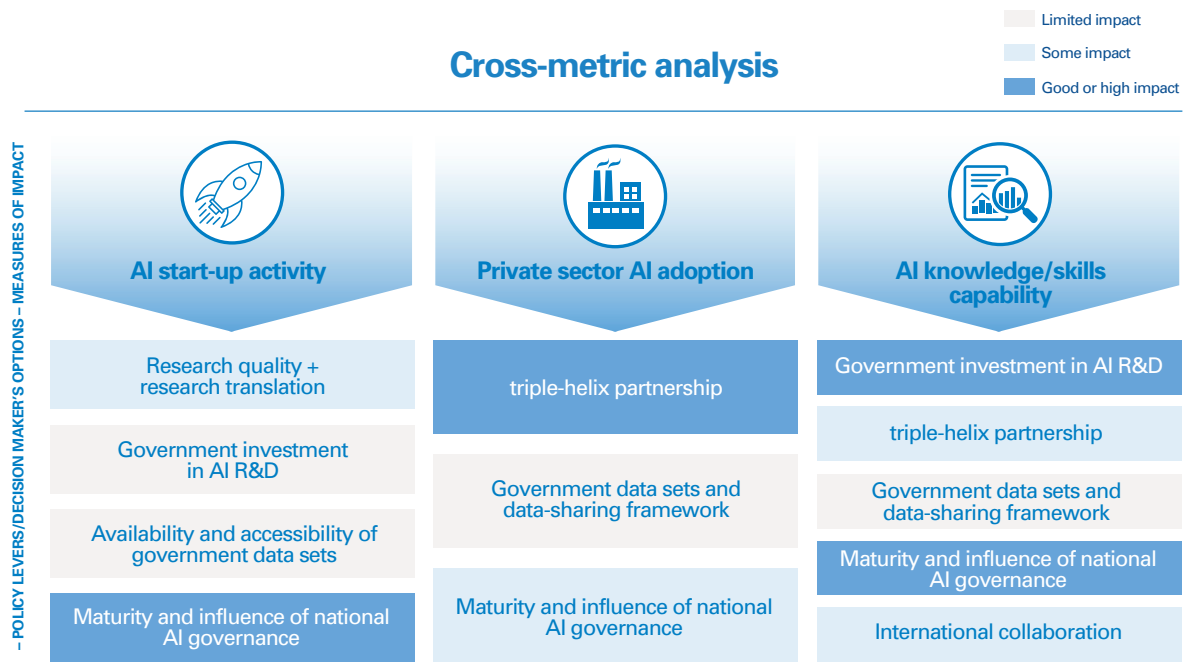 Limited impact
Some impact
Good or high impact
Cross-metric analysis
– POLICY LEVERS/DECISION MAKER'S OPTIONS – MEASURES OF IMPACT
AI start-up activity
Research quality +
research translation
Government investment
in AI R&D
Availability and accessibility of
government data sets
Maturity and influence of national
AI governance
Private sector AI adoption
triple-helix partnership
Government data sets and
data-sharing framework
Maturity and influence of national
AI governance
AI knowledge/skills
capability
Government investment in AI R&D
triple-helix partnership
Government data sets and
data-sharing framework
Maturity and influence of national
AI governance
International collaboration